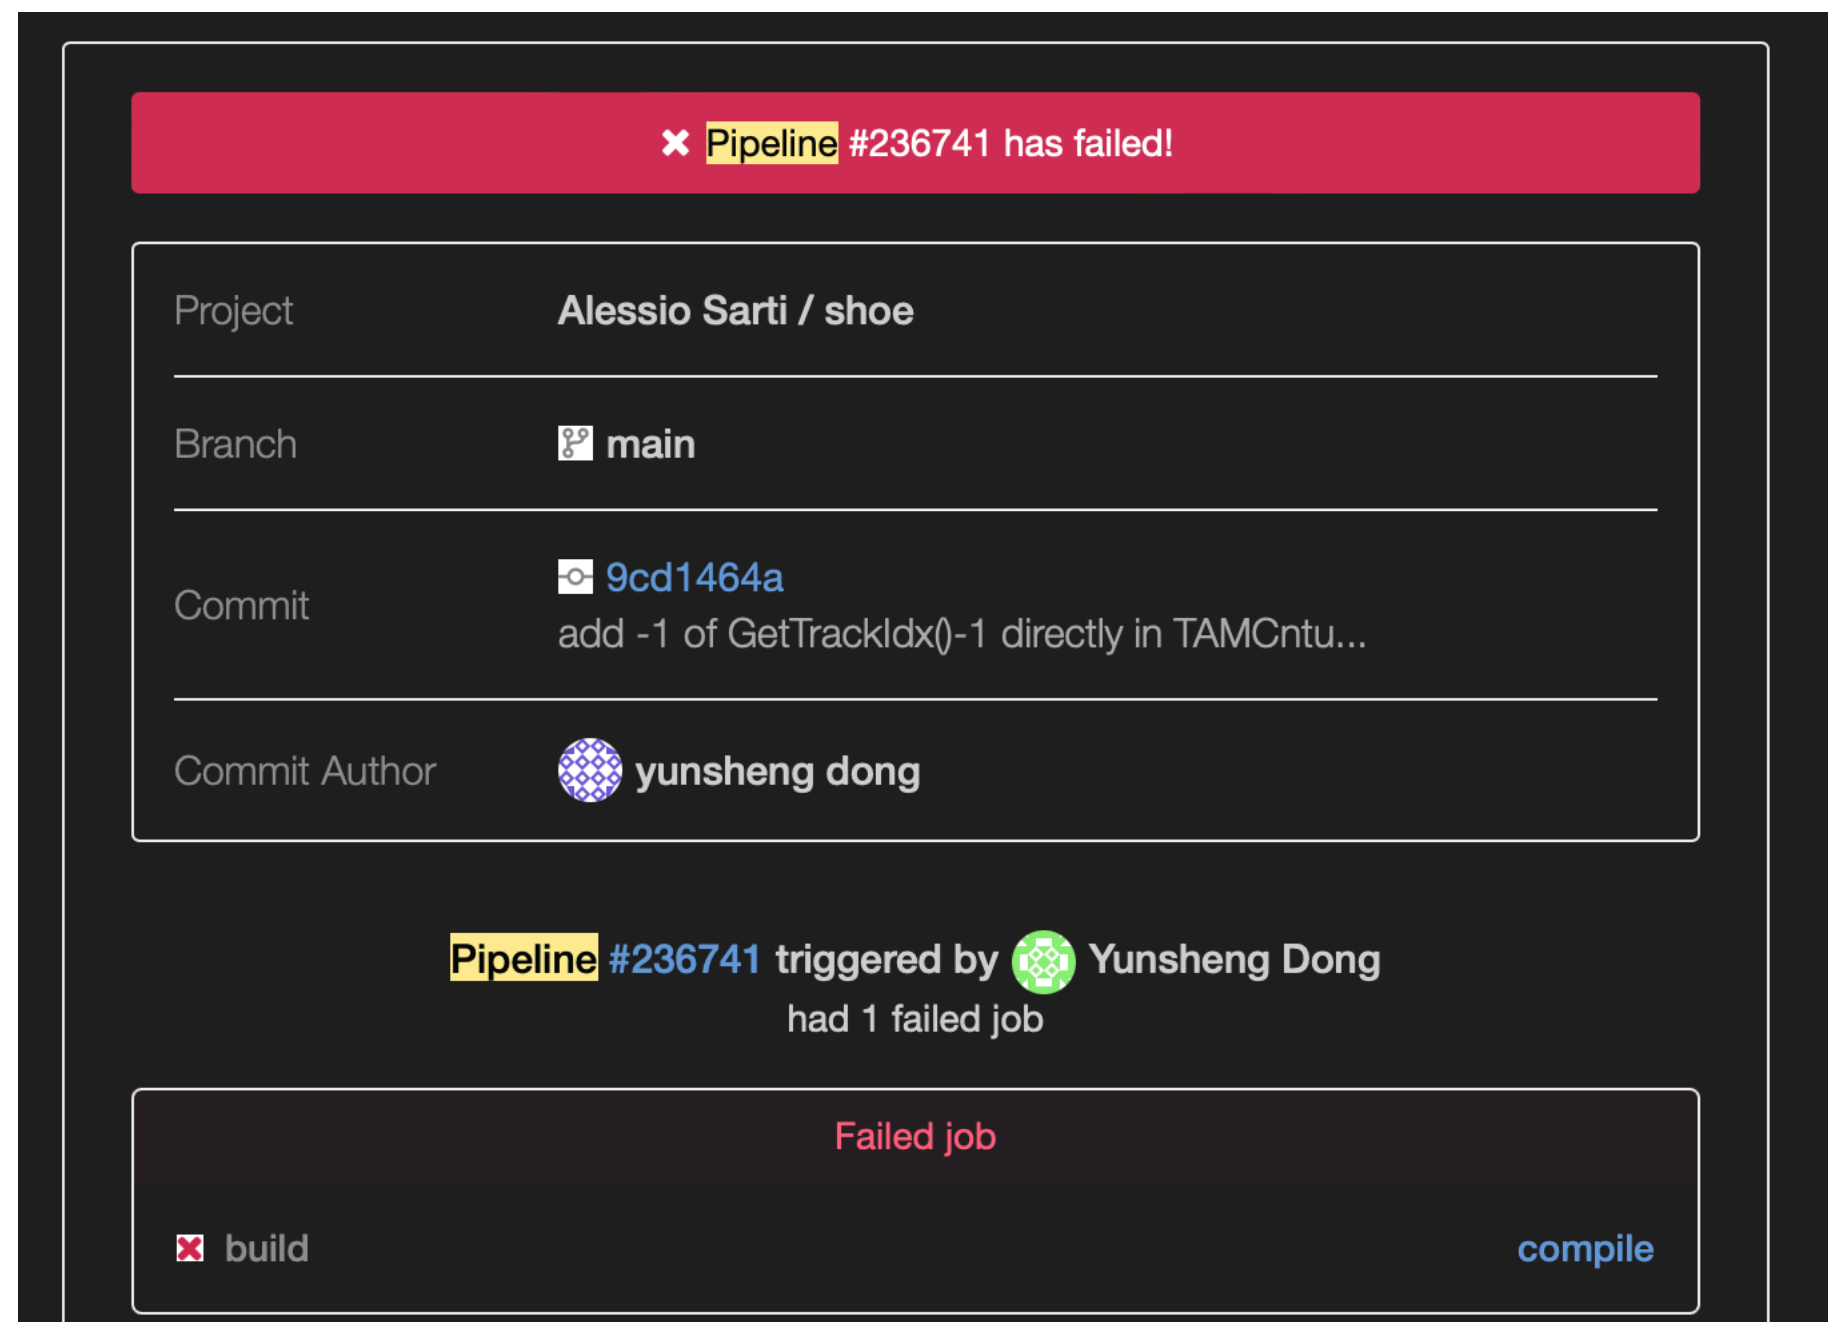 Pipeline #236741 has failed!
Project
Alessio Sarti / shoe
Branch
main
Commit
9cd1464a
add -1 of GetTrackIdx()-1 directly in TAMCntu...
Commit Author
yunsheng dong
Pipeline #236741 triggered by Yunsheng Dong
had 1 failed job
Failed job
build
compile